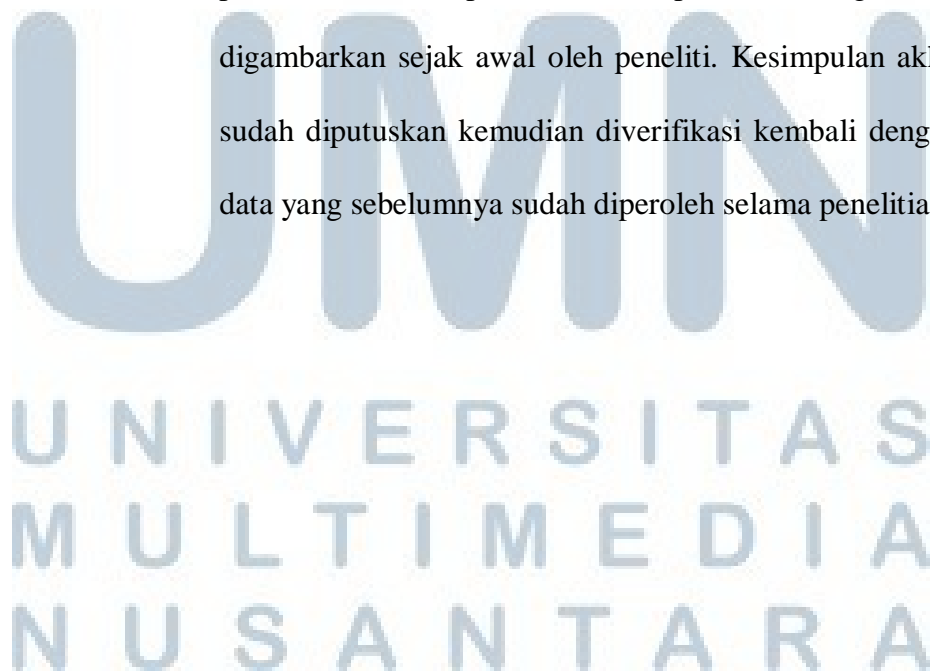 digambarkan sejak awal oleh peneliti. Kesimpulan
sudah diputuskan kemudian diverifikasi kembali
data yang sebelumnya sudah diperoleh selama
UMN
UNIVERSITAS
MULTIMEDIA
NUSANTARA